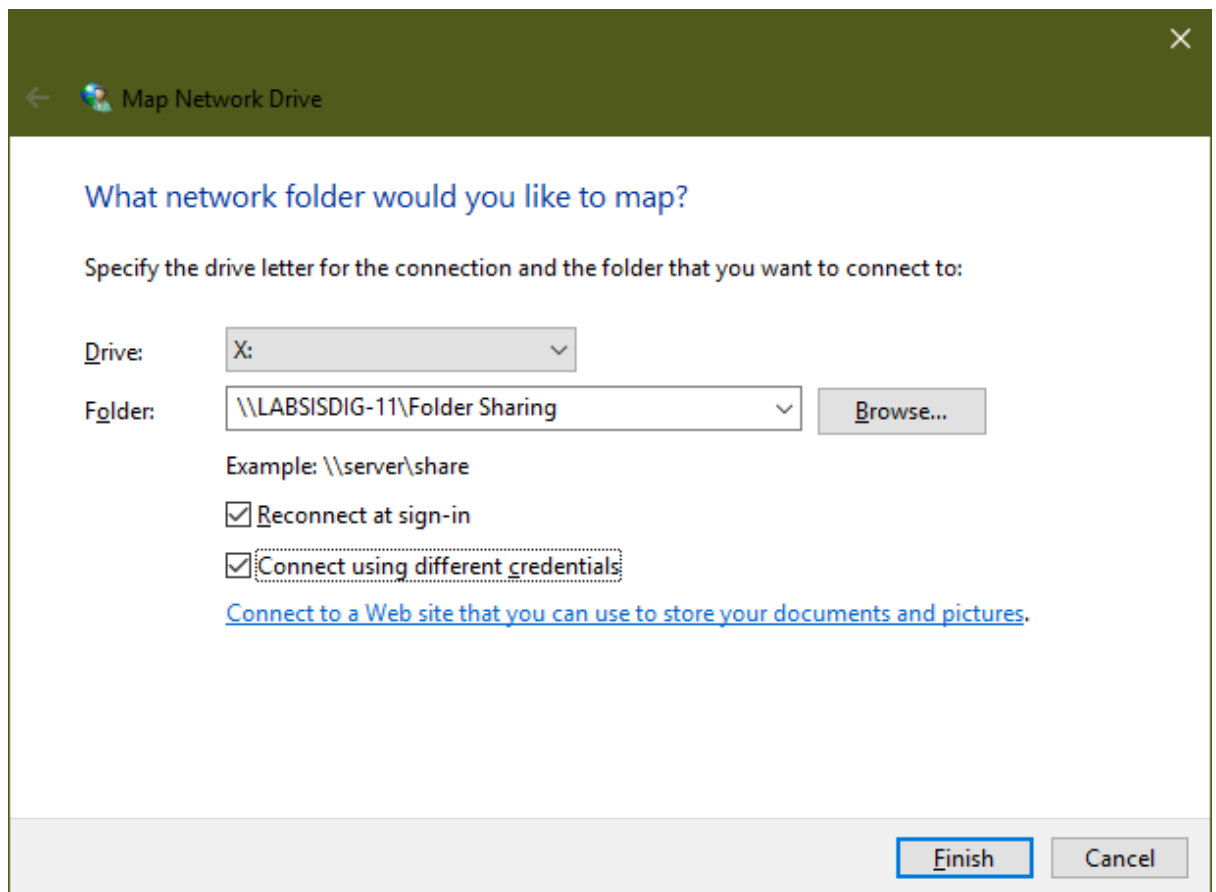 Map Network Drive
What network folder would you like to map?
Specify the drive letter for the connection and the folder that you want to connect to:
Drive: X:
Folder: \\LABSISDIG-11\Folder Sharing Browse...
Example: \\server\share
Reconnect at sign-in
Connect using different credentials
Connect to a Web site that you can use to store your documents and pictures.
Finish Cancel